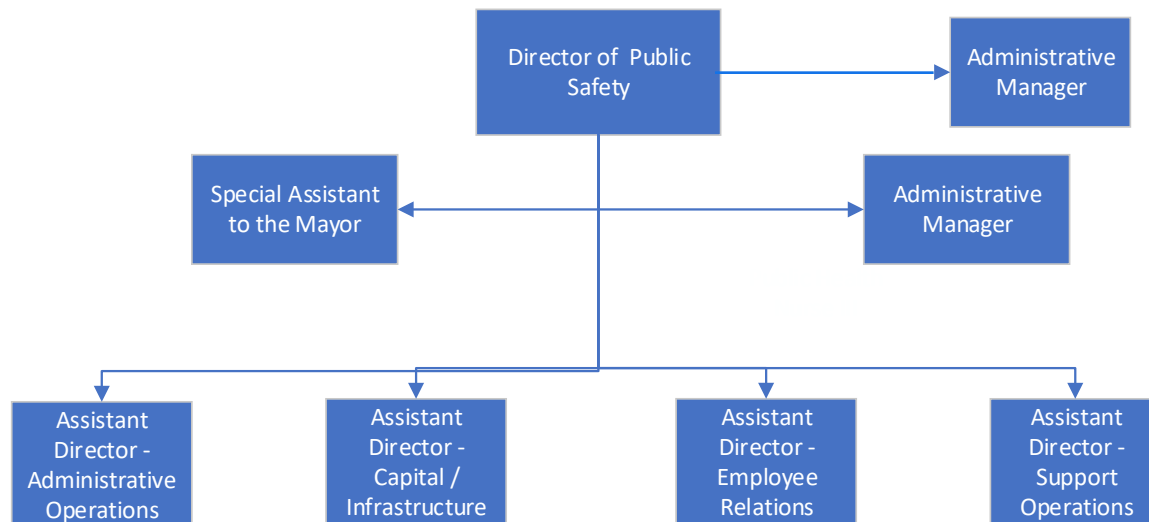 Director of  Public
Safety
Administrative
Manager
Special Assistant
to the Mayor
Administrative
Manager
Assistant
Director -
Administrative
Operations
Assistant
Director -
Capital /
Infrastructure
Assistant
Director -
Employee
Relations
Assistant
Director -
Support
Operations